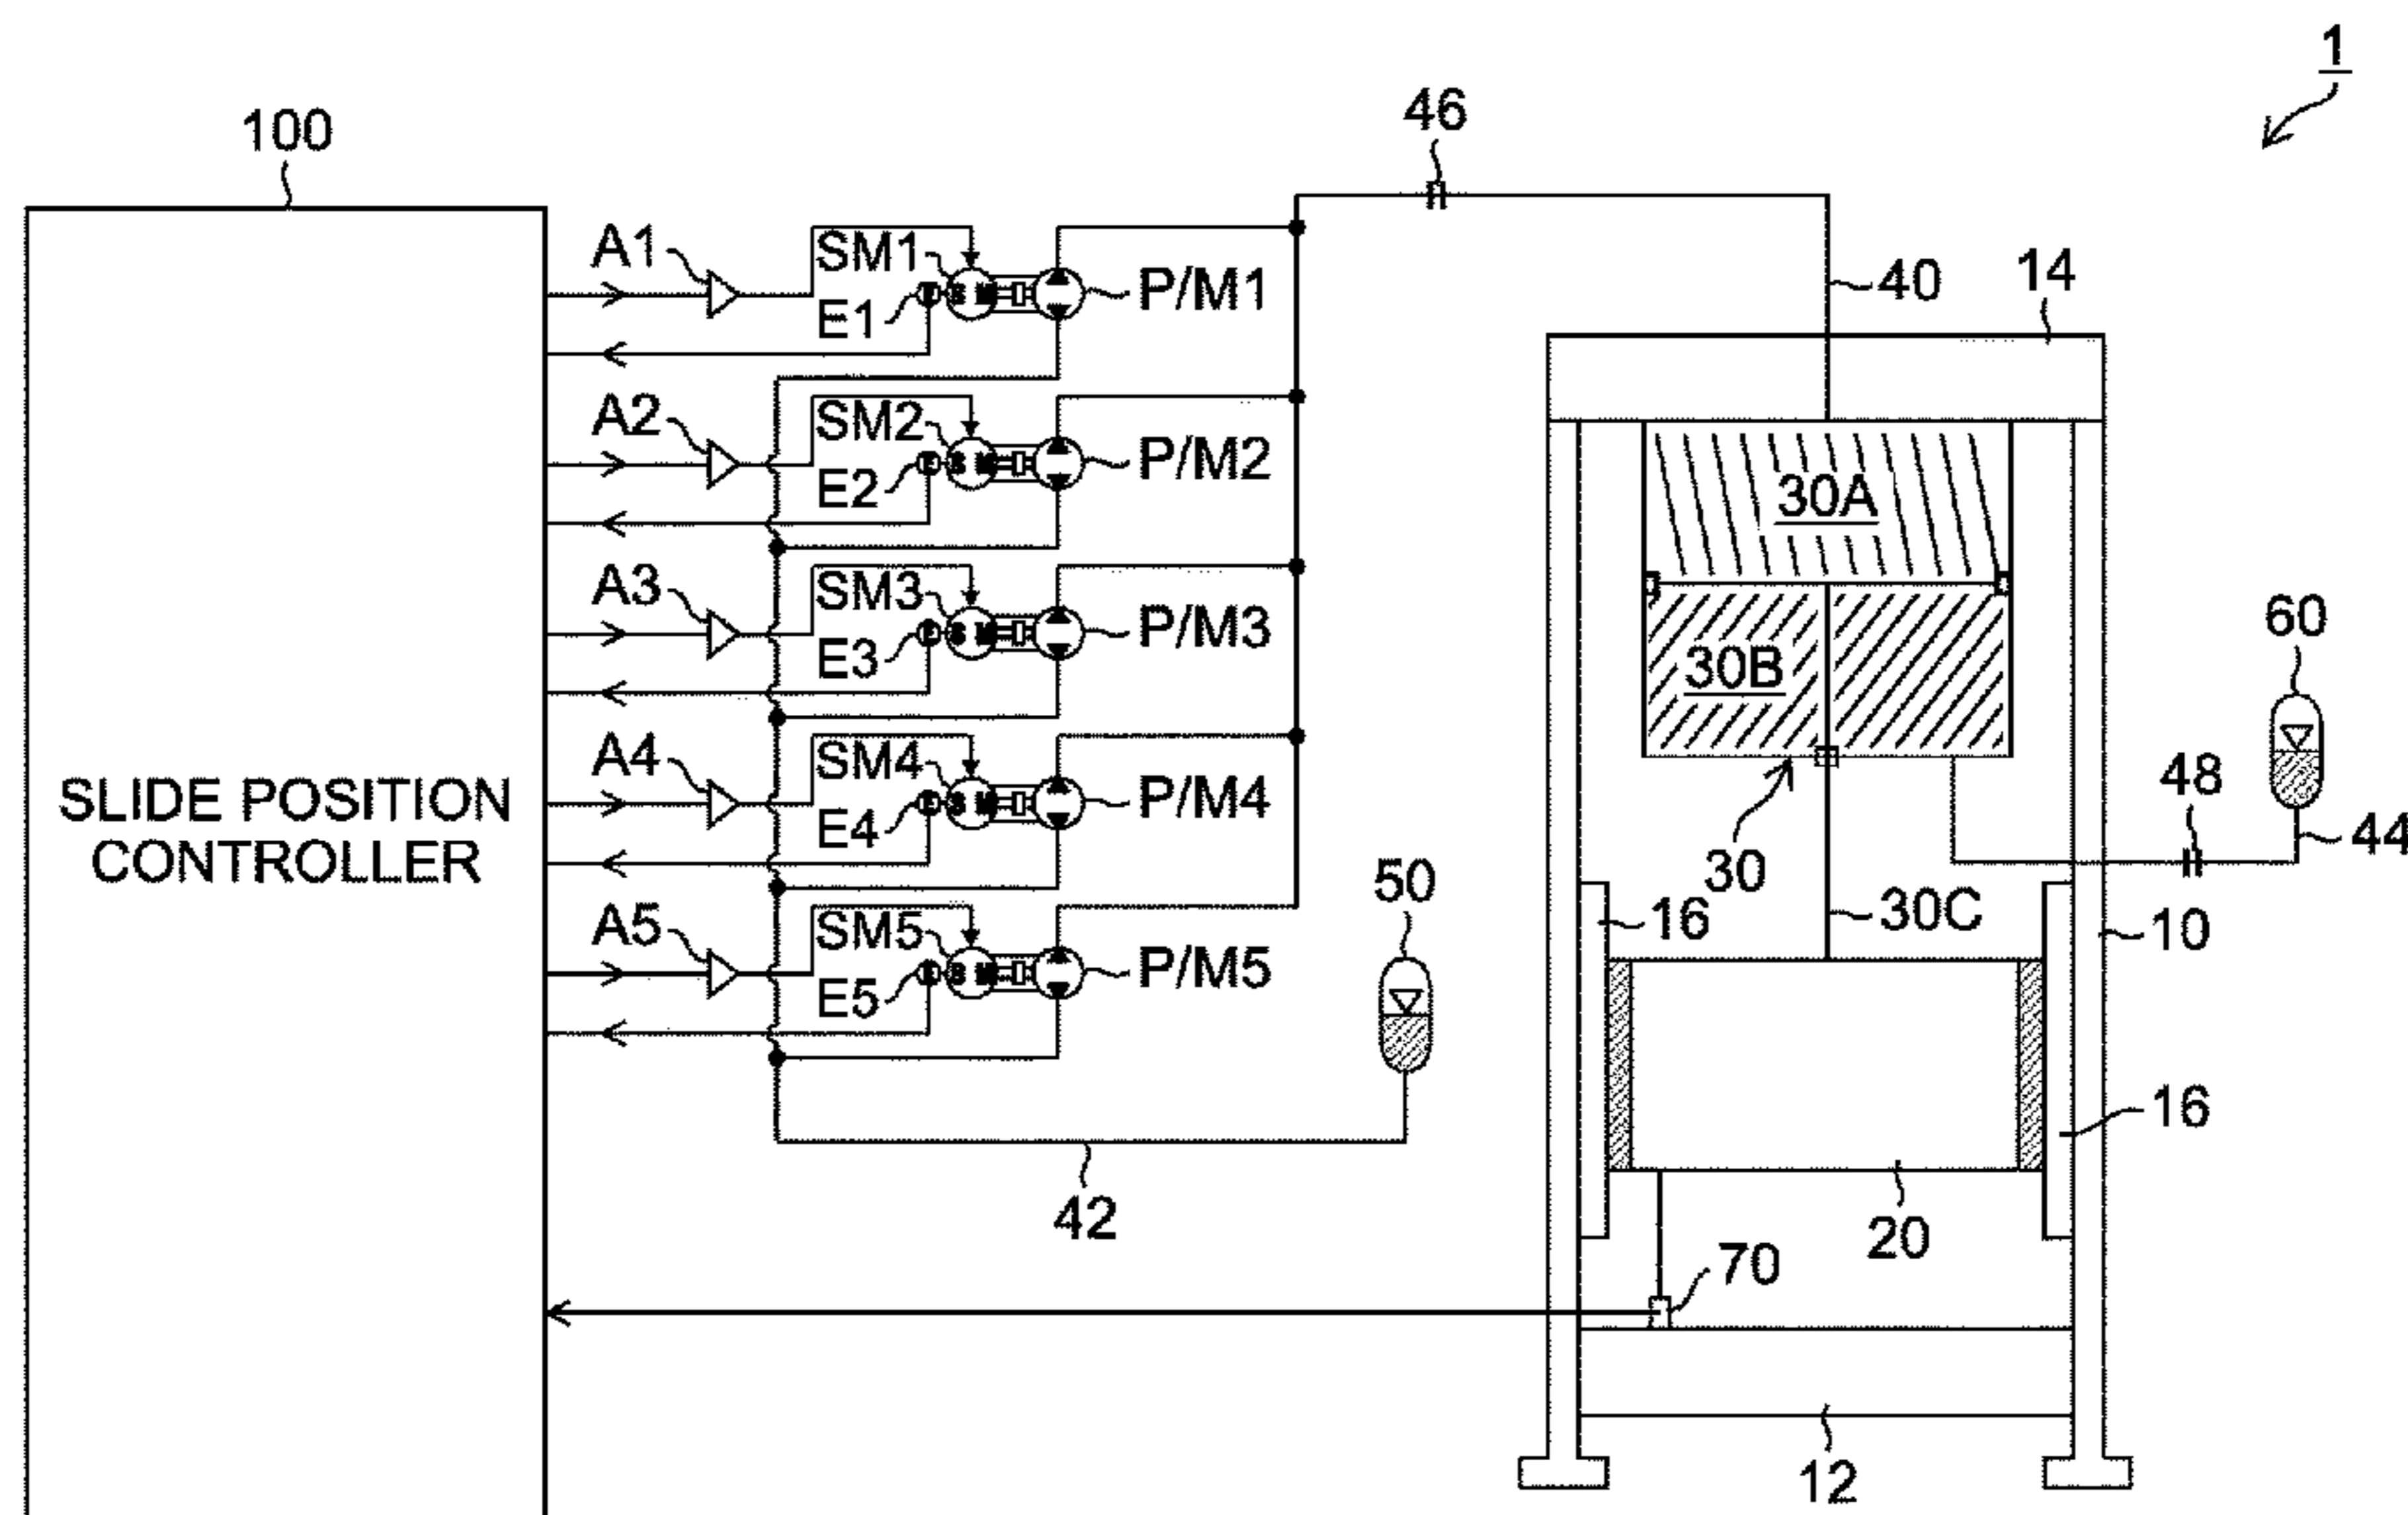 1
46
100
A1
SM1
E1
P/M1
40
14
A2
SM2
E2
P/M2
30A
A3
SM3
E3
P/M3
60
30B
A4
SM4
E4
P/M4
48
44
SLIDE POSITION
CONTROLLER
30
50
16
30C
10
A5
SM5
E5
P/M5
16
42
20
70
12